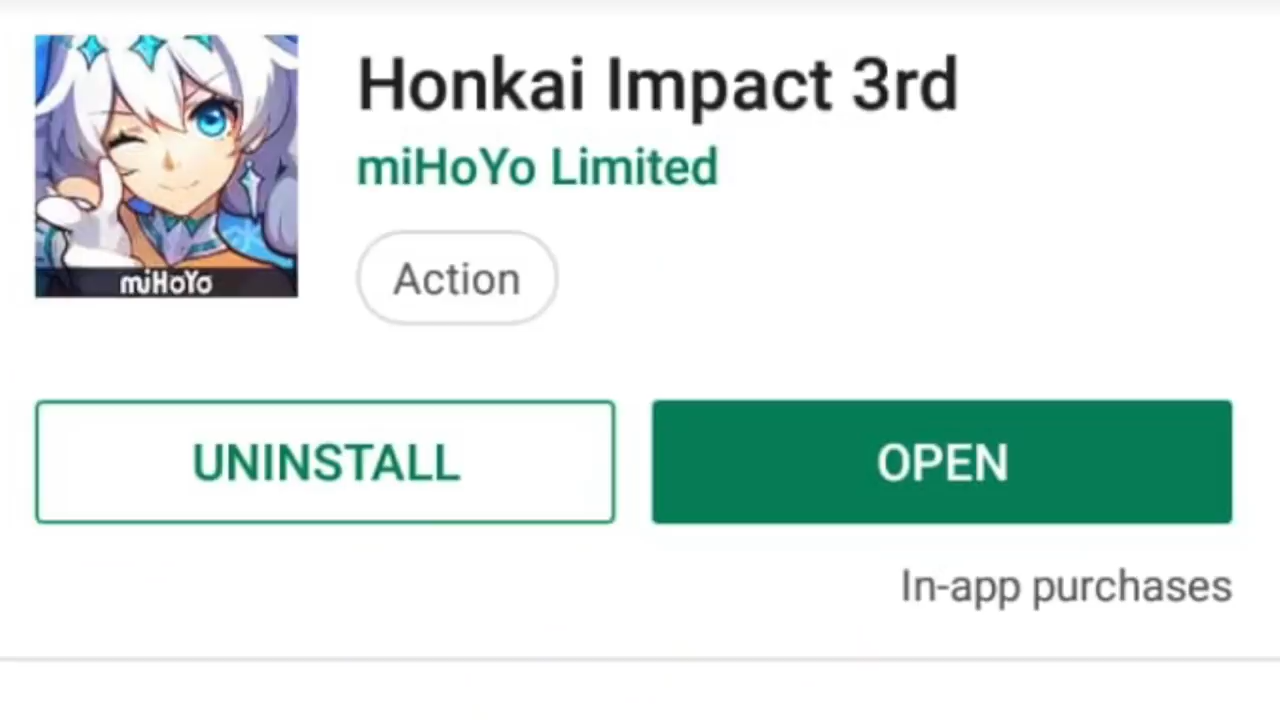 Honkai Impact 3rd
miHoYo Limited
miHoYo
Action
UNINSTALL
OPEN
In-app purchases